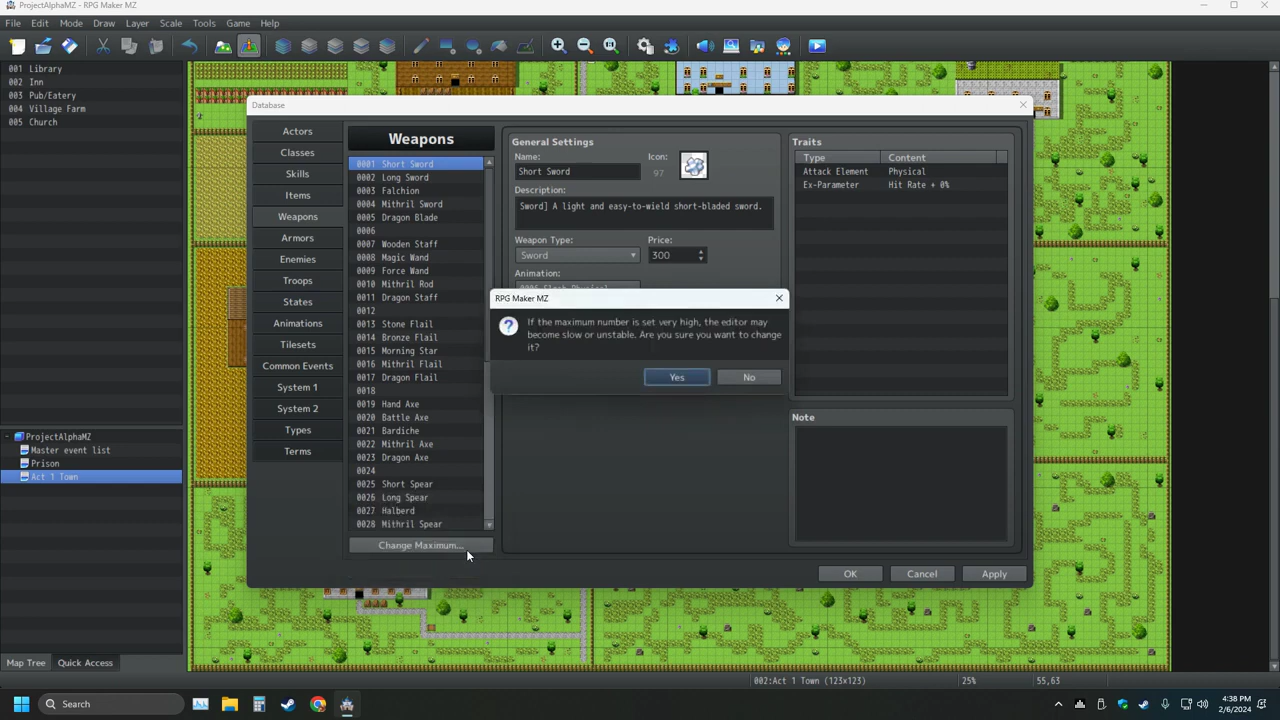 ProjectAlphaMZ - RPG Maker MZ
File Edit Mode Draw Layer Scale Tools Game Help
001 Library
002 Inn
003 Pub/Eatery
004 Village Farm
005 Church
ProjectAlphaMZ
Master event list
Prison
Act 1 Town
Map Tree Quick Access
Database
Actors
Classes
Skills
Items
Weapons
Armors
Enemies
Troops
States
Animations
Tilesets
Common Events
System 1
System 2
Types
Terms
Weapons
0001 Short Sword
0002 Long Sword
0003 Falchion
0004 Mithril Sword
0005 Dragon Blade
0006
0007 Wooden Staff
0008 Magic Wand
0009 Force Wand
0010 Mithril Rod
0011 Dragon Staff
0012
0013 Stone Flail
0014 Bronze Flail
0015 Morning Star
0016 Mithril Flail
0017 Dragon Flail
0018
0019 Hand Axe
0020 Battle Axe
0021 Bardiche
0022 Mithril Axe
0023 Dragon Axe
0024
0025 Short Spear
0026 Long Spear
0027 Halberd
0028 Mithril Spear
Change Maximum...
General Settings
Name: Icon:
Short Sword 97
Description:
Sword] A light and easy-to-wield short-bladed sword.
Weapon Type: Price:
Sword 300
Animation:
RPG Maker MZ
If the maximum number is set very high, the editor may
become slow or unstable. Are you sure you want to change
it?
Yes No
Traits
Type Content
Attack Element Physical
Ex-Parameter Hit Rate + 0%
Note
OK Cancel Apply
002:Act 1 Town (123x123) 25% 55,63
Search
4:38 PM
2/6/2024